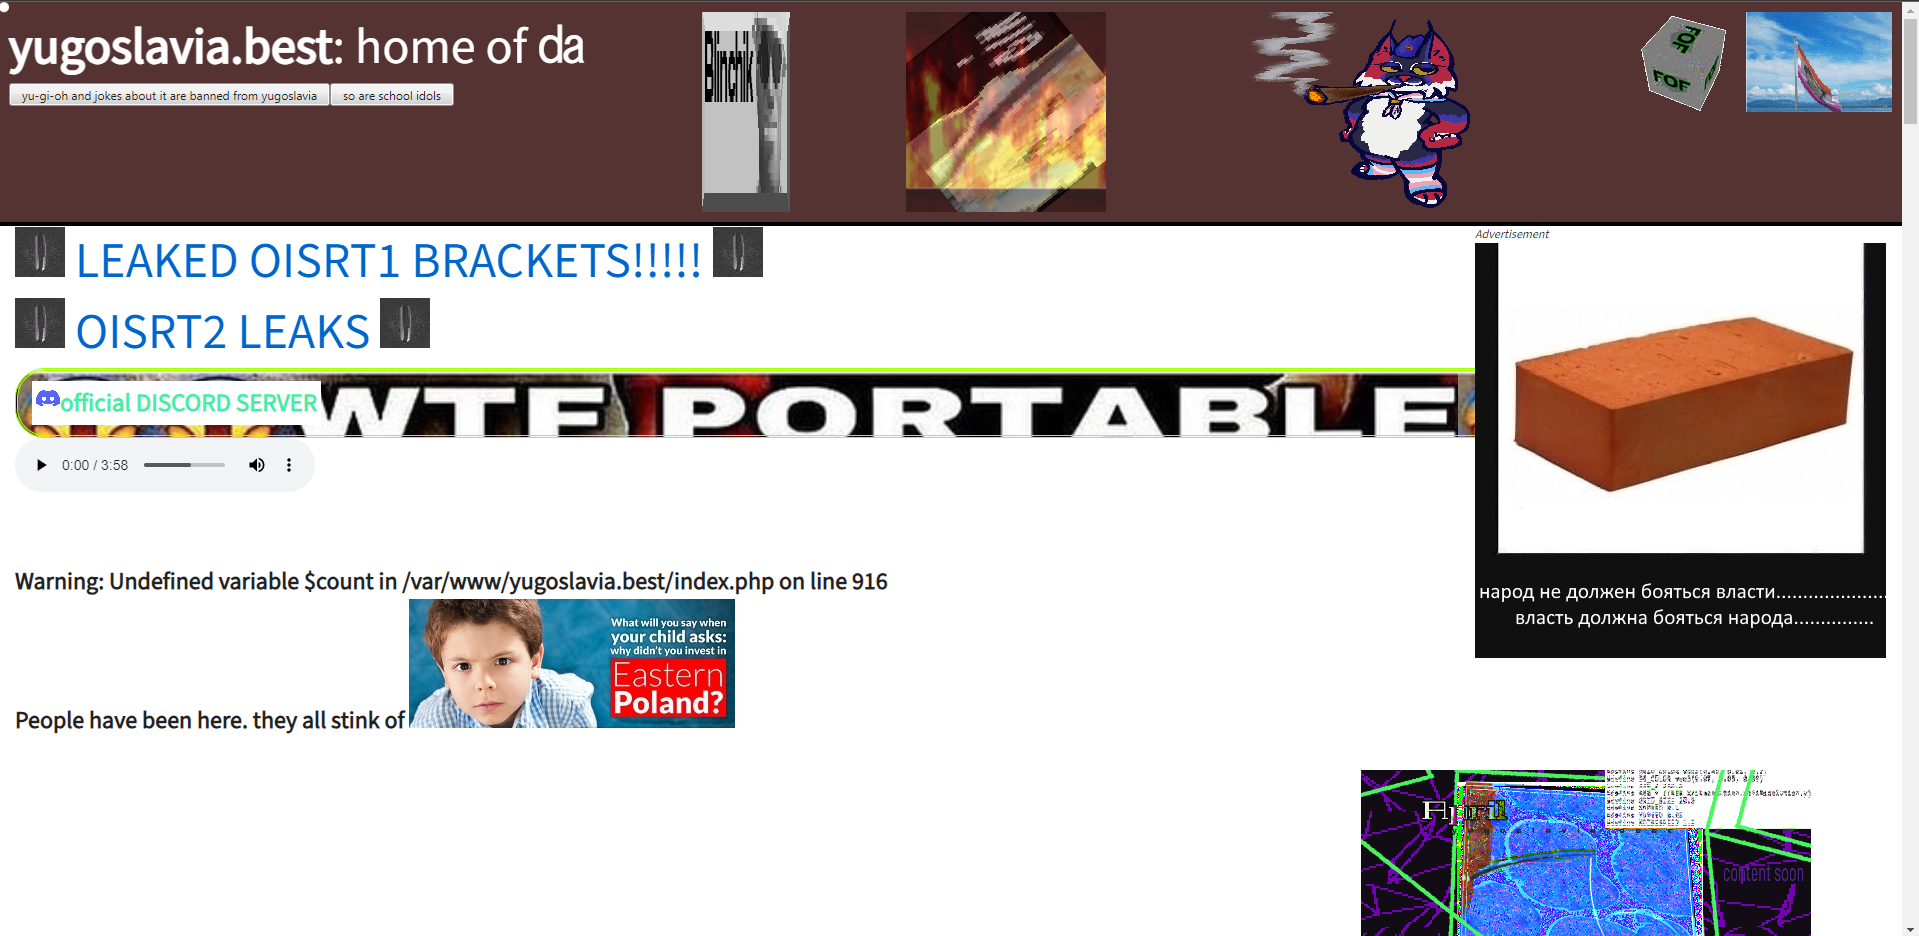 yugoslavia.best: home of da
yu-gi-oh and jokes about it are banned from yugoslavia
so are school idols
Blinchik
FOF
FOF
Advertisement
LEAKED OISRT1 BRACKETS!!!!!
OISRT2 LEAKS
official DISCORD SERVER
WTF PORTABLE
0:00 / 3:58
народ не должен бояться власти.....................
власть должна бояться народа...............
Warning: Undefined variable $count in /var/www/yugoslavia.best/index.php on line 916
What will you say when
your child asks:
why didn't you invest in
Eastern
Poland?
People have been here. they all stink of
April
content soon